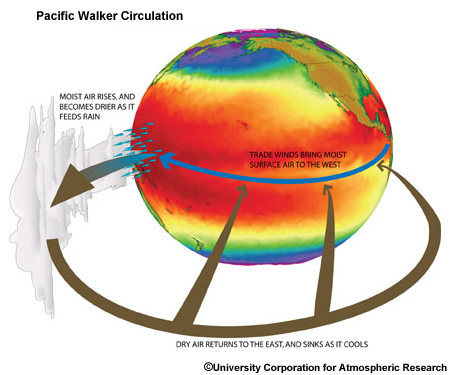 Pacific Walker Circulation
MOIST AIR RISES, AND
BECOMES DRIER AS IT
FEEDS RAIN
TRADE WINDS BRING MOIST
SURFACE AIR TO THE WEST
DRY AIR RETURNS TO THE EAST, AND SINKS AS IT COOLS
©University Corporation for Atmospheric Research